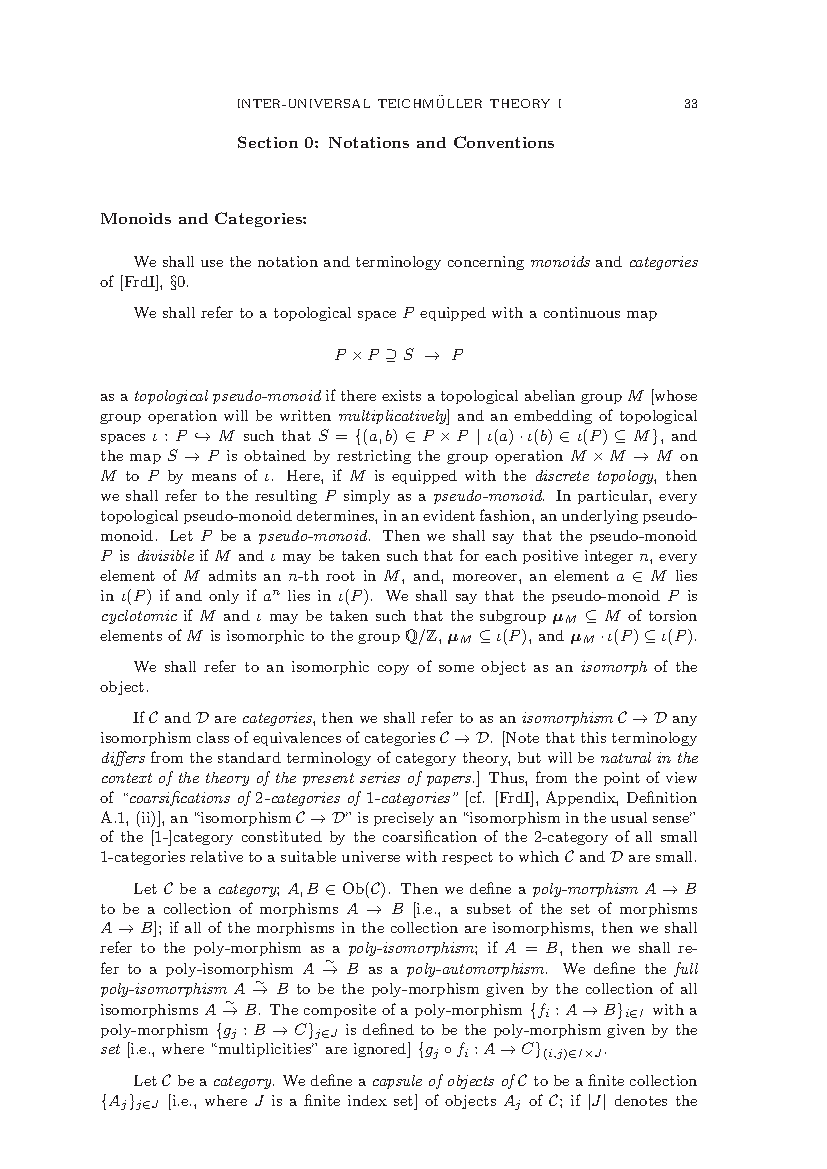 INTER-UNIVERSAL TEICHMÜLLER THEORY I 33
Section 0: Notations and Conventions
Monoids and Categories:
We shall use the notation and terminology concerning monoids and categories
of [FrdI], §0.
We shall refer to a topological space P equipped with a continuous map
P × P ⊇ S → P
as a topological pseudo-monoid if there exists a topological abelian group M [whose
group operation will be written multiplicatively] and an embedding of topological
spaces ι : P ↪ M such that S = {(a, b) ∈ P × P | ι(a) · ι(b) ∈ ι(P) ⊆ M}, and
the map S → P is obtained by restricting the group operation M × M → M on
M to P by means of ι. Here, if M is equipped with the discrete topology, then
we shall refer to the resulting P simply as a pseudo-monoid. In particular, every
topological pseudo-monoid determines, in an evident fashion, an underlying pseudo-
monoid. Let P be a pseudo-monoid. Then we shall say that the pseudo-monoid
P is divisible if M and ι may be taken such that for each positive integer n, every
element of M admits an n-th root in M, and, moreover, an element a ∈ M lies
in ι(P) if and only if aⁿ lies in ι(P). We shall say that the pseudo-monoid P is
cyclotomic if M and ι may be taken such that the subgroup μ_M ⊆ M of torsion
elements of M is isomorphic to the group ℚ/ℤ, μ_M ⊆ ι(P), and μ_M · ι(P) ⊆ ι(P).
We shall refer to an isomorphic copy of some object as an isomorph of the
object.
If 𝒞 and 𝒟 are categories, then we shall refer to as an isomorphism 𝒞 → 𝒟 any
isomorphism class of equivalences of categories 𝒞 → 𝒟. [Note that this terminology
differs from the standard terminology of category theory, but will be natural in the
context of the theory of the present series of papers.] Thus, from the point of view
of “coarsifications of 2-categories of 1-categories” [cf. [FrdI], Appendix, Definition
A.1, (ii)], an “isomorphism 𝒞 → 𝒟” is precisely an “isomorphism in the usual sense”
of the [1-]category constituted by the coarsification of the 2-category of all small
1-categories relative to a suitable universe with respect to which 𝒞 and 𝒟 are small.
Let 𝒞 be a category; A, B ∈ Ob(𝒞). Then we define a poly-morphism A → B
to be a collection of morphisms A → B [i.e., a subset of the set of morphisms
A → B]; if all of the morphisms in the collection are isomorphisms, then we shall
refer to the poly-morphism as a poly-isomorphism; if A = B, then we shall re-
fer to a poly-isomorphism A ⥲ B as a poly-automorphism. We define the full
poly-isomorphism A ⥲ B to be the poly-morphism given by the collection of all
isomorphisms A ⥲ B. The composite of a poly-morphism {f_i : A → B}_{i∈I} with a
poly-morphism {g_j : B → C}_{j∈J} is defined to be the poly-morphism given by the
set [i.e., where “multiplicities” are ignored] {g_j ∘ f_i : A → C}_{(i,j)∈I×J}.
Let 𝒞 be a category. We define a capsule of objects of 𝒞 to be a finite collection
{A_j}_{j∈J} [i.e., where J is a finite index set] of objects A_j of 𝒞; if |J| denotes the